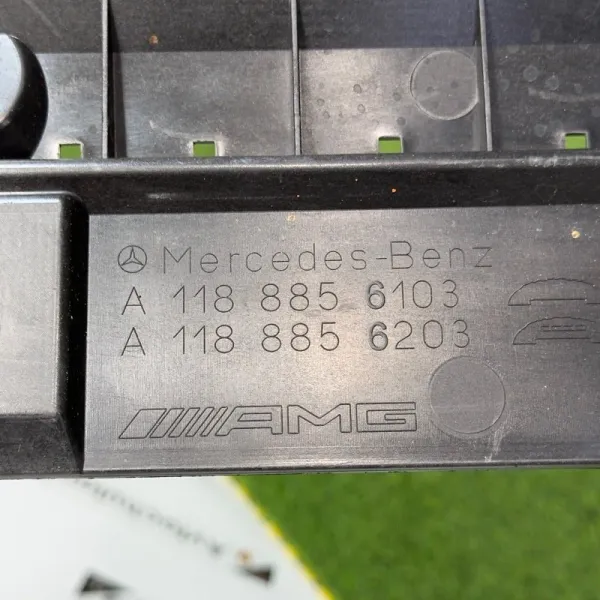 Mercedes-Benz
A 118 885 6103
A 118 885 6203
AMG